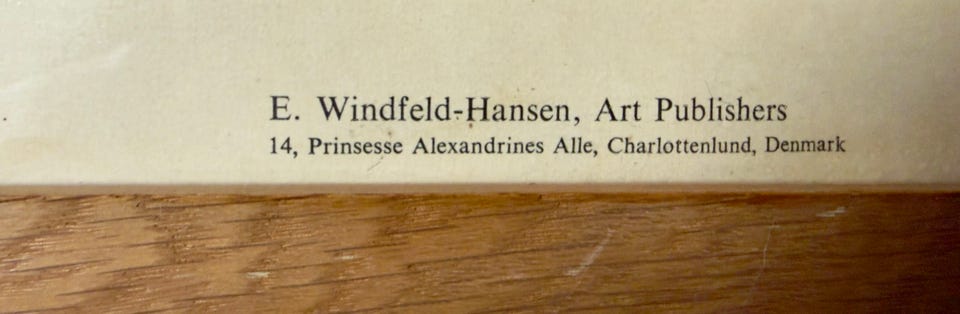 E. Windfeld-Hansen, Art Publishers
14, Prinsesse Alexandrines Alle, Charlottenlund, Denmark